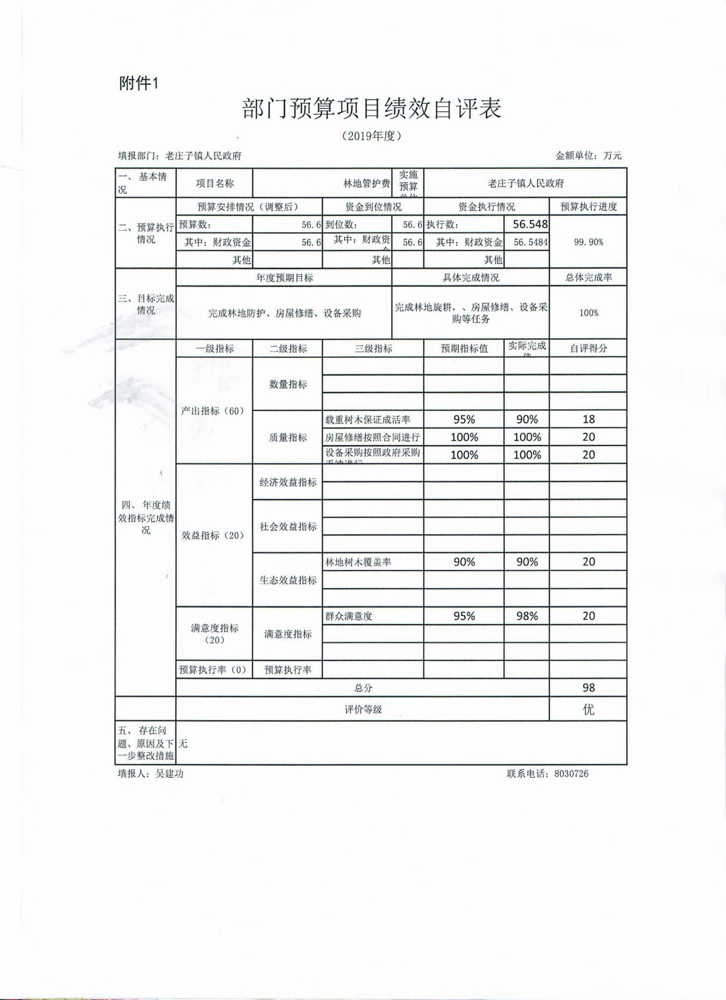 附件1
部门预算项目绩效自评表
（2019年度）
填报部门：老庄子镇人民政府 金额单位：万元
一、 基本情况 项目名称 林地管护费 实施预算 老庄子镇人民政府
二、预算执行情况 预算安排情况（调整后） 资金到位情况 资金执行情况 预算执行进度
预算数： 56.6 到位数： 56.6 执行数： 56.548 99.90%
其中：财政资金 56.6 其中：财政资 56.6 其中：财政资金 56.5484
其他 其他 其他
三、目标完成情况 年度预期目标 具体完成情况 总体完成率
完成林地防护、房屋修缮、设备采购 完成林地旋耕，、房屋修缮、设备采购等任务 100%
四、 年度绩效指标完成情况 一级指标 二级指标 三级指标 预期指标值 实际完成 自评得分
产出指标（60） 数量指标
质量指标 载重树木保证成活率 95% 90% 18
房屋修缮按照合同进行 100% 100% 20
设备采购按照政府采购 100% 100% 20
效益指标（20） 经济效益指标
社会效益指标
生态效益指标 林地树木覆盖率 90% 90% 20
满意度指标（20） 满意度指标 群众满意度 95% 98% 20
预算执行率（0） 预算执行率
总分 98
评价等级 优
五、 存在问题、原因及下一步整改措施 无
填报人：吴建功 联系电话：8030726